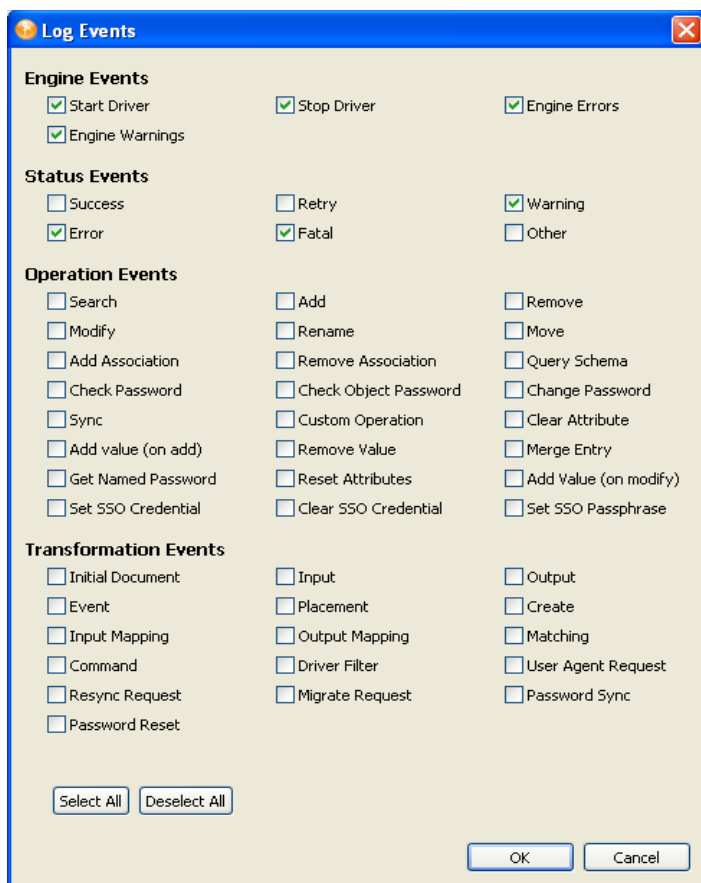 Log Events
Engine Events
Start Driver Stop Driver Engine Errors
Engine Warnings
Status Events
Success Retry Warning
Error Fatal Other
Operation Events
Search Add Remove
Modify Rename Move
Add Association Remove Association Query Schema
Check Password Check Object Password Change Password
Sync Custom Operation Clear Attribute
Add value (on add) Remove Value Merge Entry
Get Named Password Reset Attributes Add Value (on modify)
Set SSO Credential Clear SSO Credential Set SSO Passphrase
Transformation Events
Initial Document Input Output
Event Placement Create
Input Mapping Output Mapping Matching
Command Driver Filter User Agent Request
Resync Request Migrate Request Password Sync
Password Reset
Select All Deselect All
OK Cancel